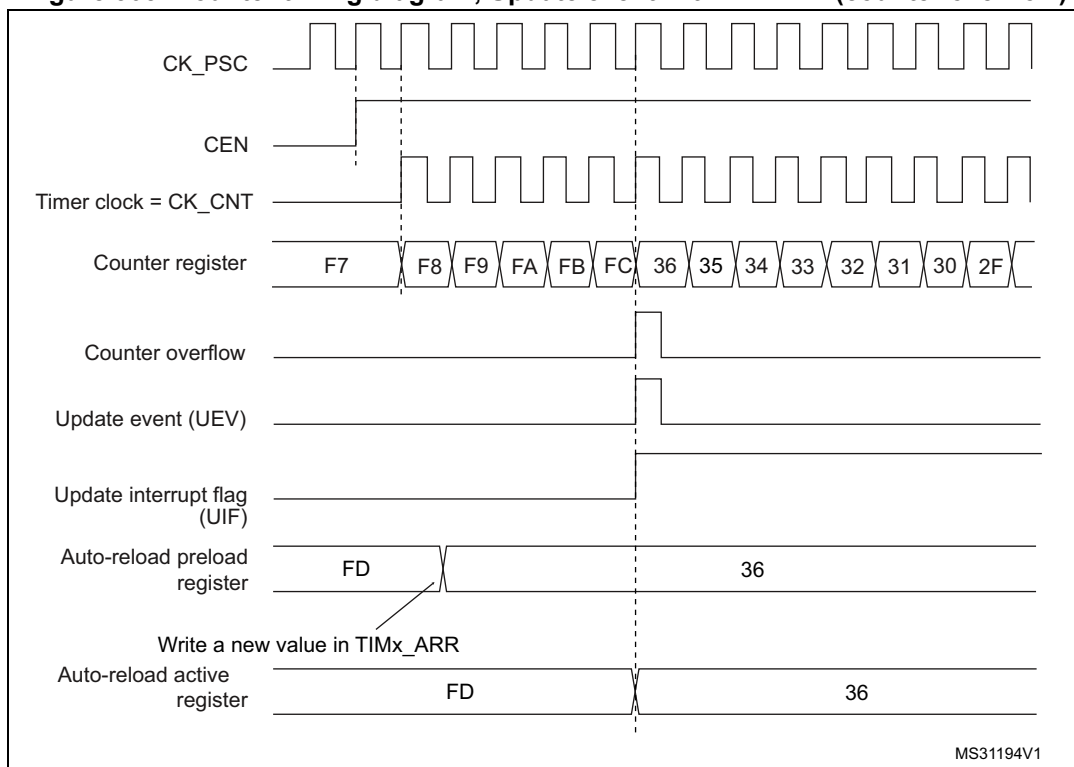 CK_PSC
CEN
Timer clock = CK_CNT
Counter register F7 F8 F9 FA FB FC 36 35 34 33 32 31 30 2F
Counter overflow
Update event (UEV)
Update interrupt flag
(UIF)
Auto-reload preload
register
FD 36
Write a new value in TIMx_ARR
Auto-reload active
register
FD 36
MS31194V1